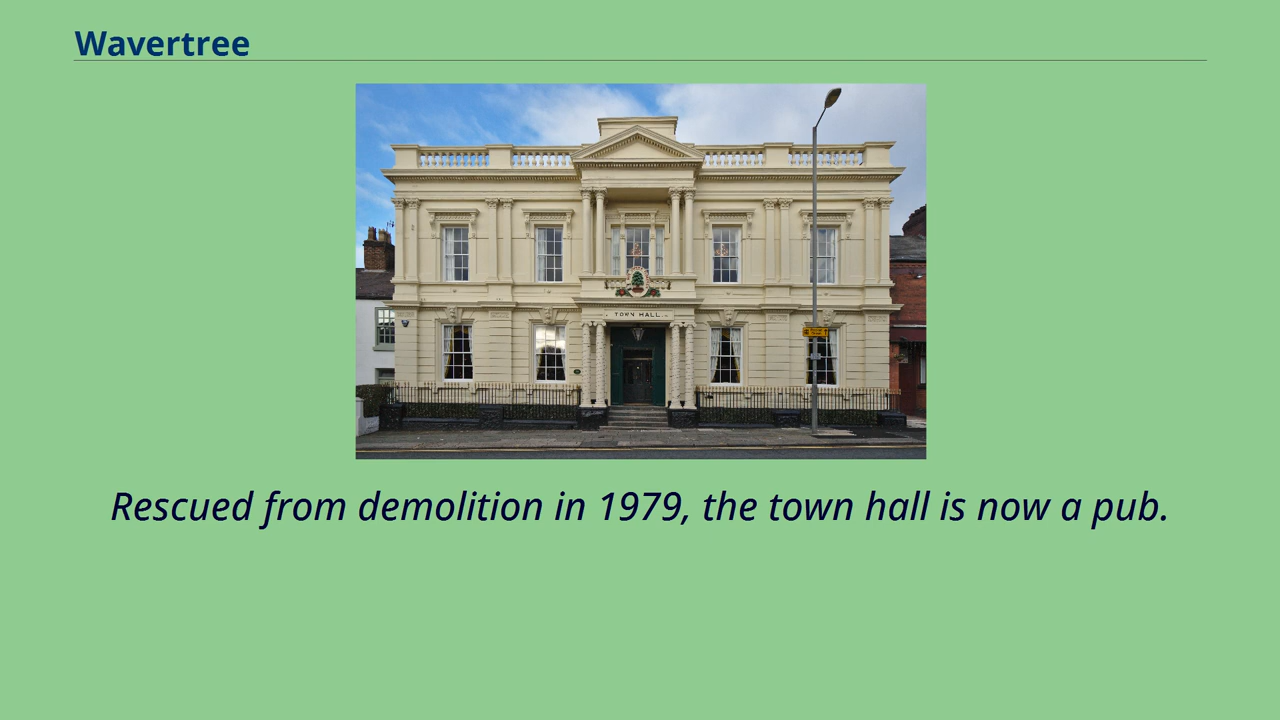 Wavertree
TOWN HALL
Rescued from demolition in 1979, the town hall is now a pub.